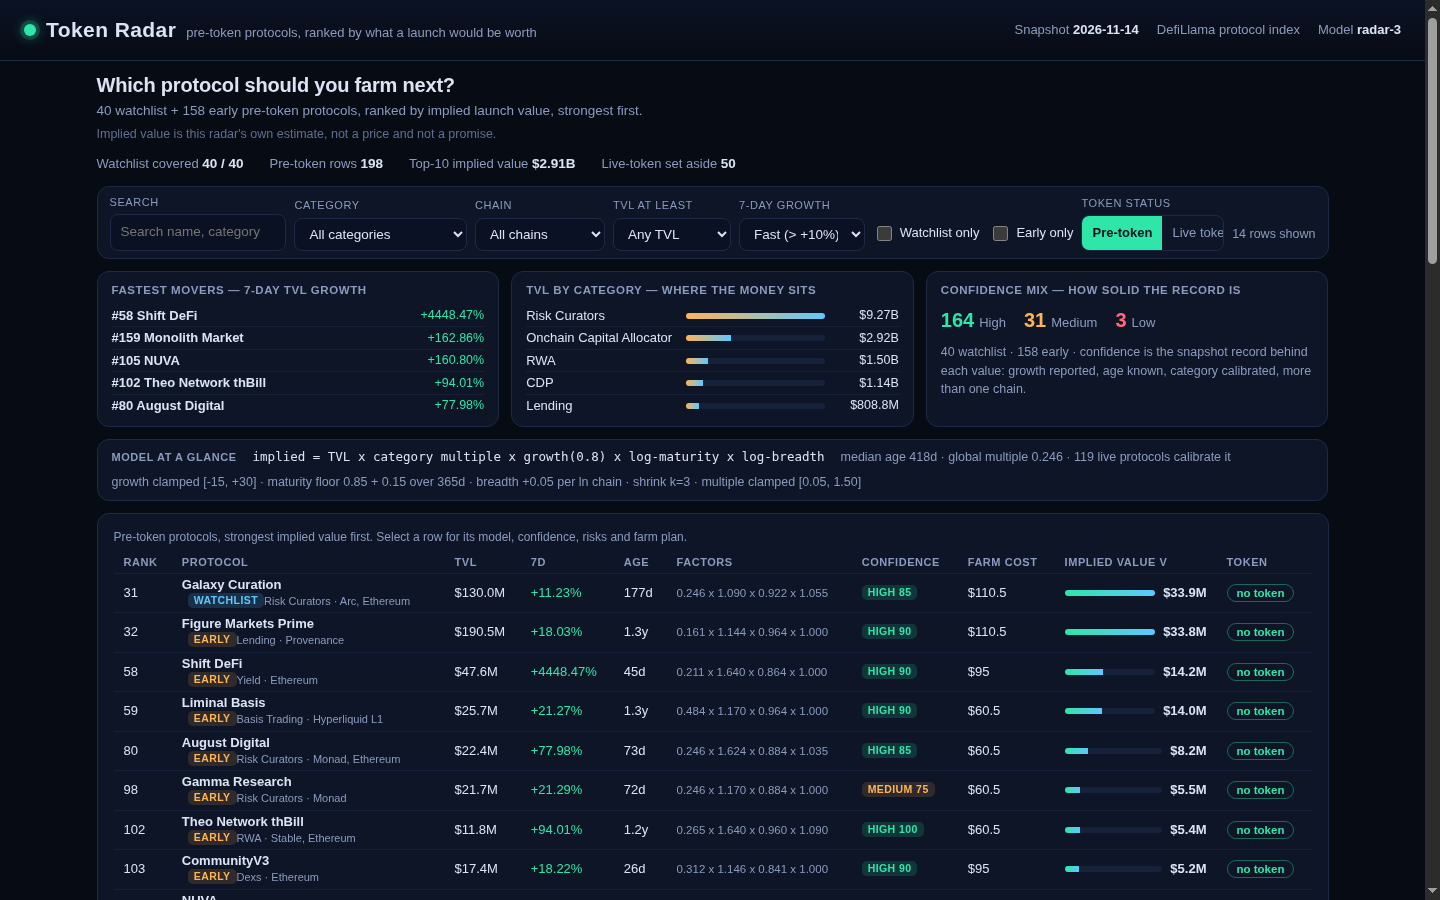 Token Radar pre-token protocols, ranked by what a launch would be worth
Snapshot 2026-11-14 DefiLlama protocol index Model radar-3
Which protocol should you farm next?
40 watchlist + 158 early pre-token protocols, ranked by implied launch value, strongest first.
Implied value is this radar's own estimate, not a price and not a promise.
Watchlist covered 40 / 40 Pre-token rows 198 Top-10 implied value $2.91B Live-token set aside 50
SEARCH CATEGORY CHAIN TVL AT LEAST 7-DAY GROWTH TOKEN STATUS
Search name, category All categories All chains Any TVL Fast (> +10%) Watchlist only Early only Pre-token Live toke 14 rows shown
FASTEST MOVERS — 7-DAY TVL GROWTH
#58 Shift DeFi +4448.47%
#159 Monolith Market +162.86%
#105 NUVA +160.80%
#102 Theo Network thBill +94.01%
#80 August Digital +77.98%
TVL BY CATEGORY — WHERE THE MONEY SITS
Risk Curators $9.27B
Onchain Capital Allocator $2.92B
RWA $1.50B
CDP $1.14B
Lending $808.8M
CONFIDENCE MIX — HOW SOLID THE RECORD IS
164 High 31 Medium 3 Low
40 watchlist · 158 early · confidence is the snapshot record behind
each value: growth reported, age known, category calibrated, more
than one chain.
MODEL AT A GLANCE implied = TVL x category multiple x growth(0.8) x log-maturity x log-breadth median age 418d · global multiple 0.246 · 119 live protocols calibrate it
growth clamped [-15, +30] · maturity floor 0.85 + 0.15 over 365d · breadth +0.05 per ln chain · shrink k=3 · multiple clamped [0.05, 1.50]
Pre-token protocols, strongest implied value first. Select a row for its model, confidence, risks and farm plan.
RANK PROTOCOL TVL 7D AGE FACTORS CONFIDENCE FARM COST IMPLIED VALUE V TOKEN
31 Galaxy Curation $130.0M +11.23% 177d 0.246 x 1.090 x 0.922 x 1.055 HIGH 85 $110.5 $33.9M no token
WATCHLIST Risk Curators · Arc, Ethereum
32 Figure Markets Prime $190.5M +18.03% 1.3y 0.161 x 1.144 x 0.964 x 1.000 HIGH 90 $110.5 $33.8M no token
EARLY Lending · Provenance
58 Shift DeFi $47.6M +4448.47% 45d 0.211 x 1.640 x 0.864 x 1.000 HIGH 90 $95 $14.2M no token
EARLY Yield · Ethereum
59 Liminal Basis $25.7M +21.27% 1.3y 0.484 x 1.170 x 0.964 x 1.000 HIGH 90 $60.5 $14.0M no token
EARLY Basis Trading · Hyperliquid L1
80 August Digital $22.4M +77.98% 73d 0.246 x 1.624 x 0.884 x 1.035 HIGH 85 $60.5 $8.2M no token
EARLY Risk Curators · Monad, Ethereum
98 Gamma Research $21.7M +21.29% 72d 0.246 x 1.170 x 0.884 x 1.000 MEDIUM 75 $60.5 $5.5M no token
EARLY Risk Curators · Monad
102 Theo Network thBill $11.8M +94.01% 1.2y 0.265 x 1.640 x 0.960 x 1.090 HIGH 100 $60.5 $5.4M no token
EARLY RWA · Stable, Ethereum
103 CommunityV3 $17.4M +18.22% 26d 0.312 x 1.146 x 0.841 x 1.000 HIGH 90 $95 $5.2M no token
EARLY Dexs · Ethereum
NUVA